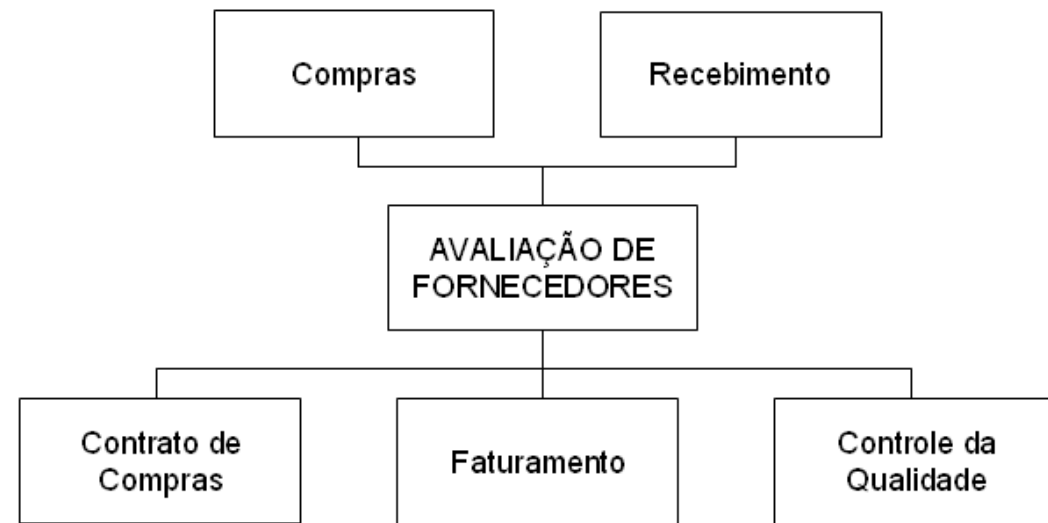 Compras
Recebimento
AVALIAÇÃO DE
FORNECEDORES
Contrato de
Compras
Faturamento
Controle da
Qualidade